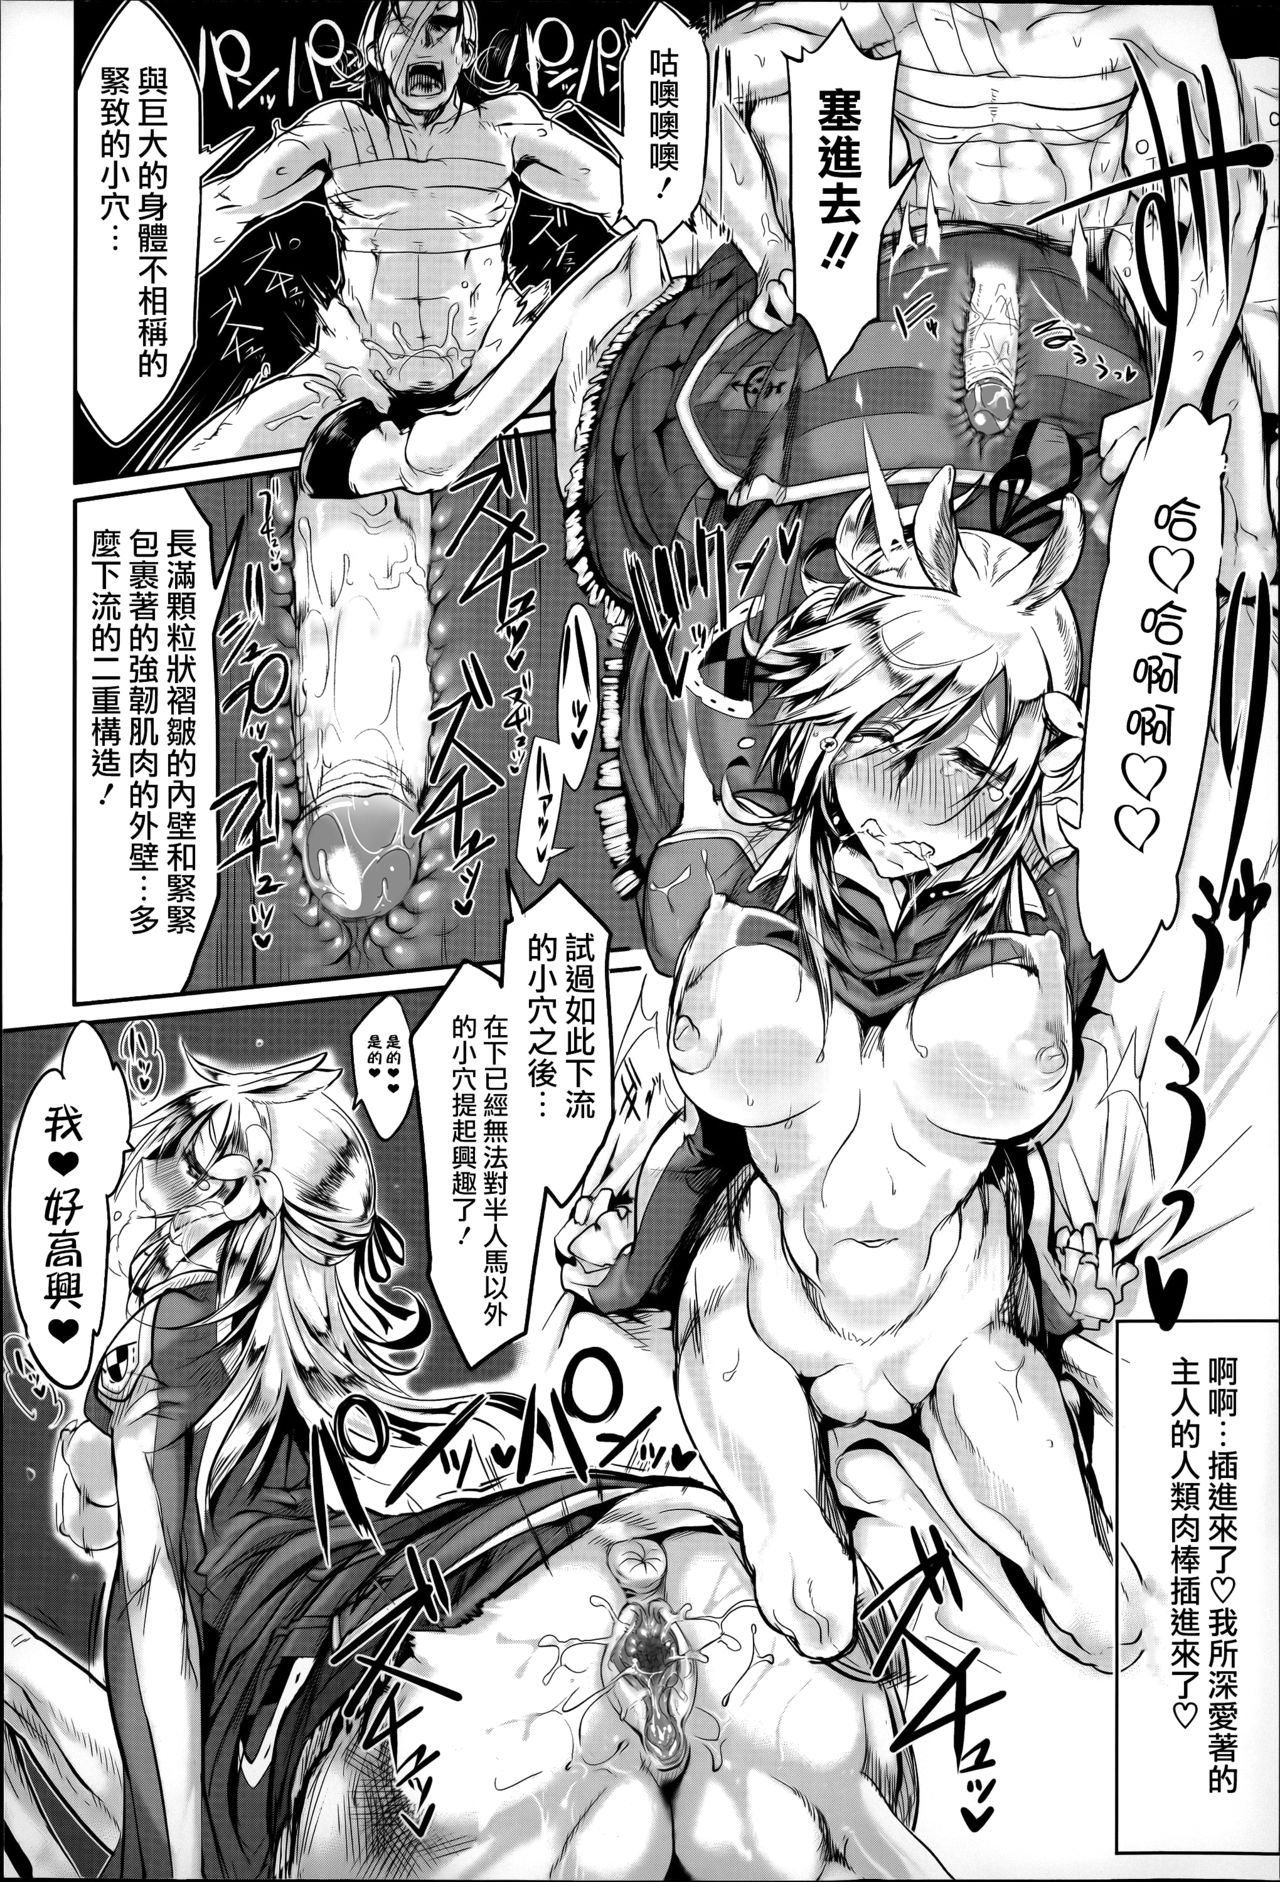 塞進去!!
咕噢噢噢!
哈♡哈啊啊♡♡
啊啊…插進來了♡我所深愛著的
主人的人類肉棒插進來了♡
與巨大的身體不相稱的
緊致的小穴…
長滿顆粒狀褶皺的內壁和緊緊
包裹著的強韌肌肉的外壁…多
麼下流的二重構造!
試過如此下流
的小穴之後…
在下已經無法對半人馬以外
的小穴提起興趣了!
是的♥♥
是的♥
我♥好高興♥